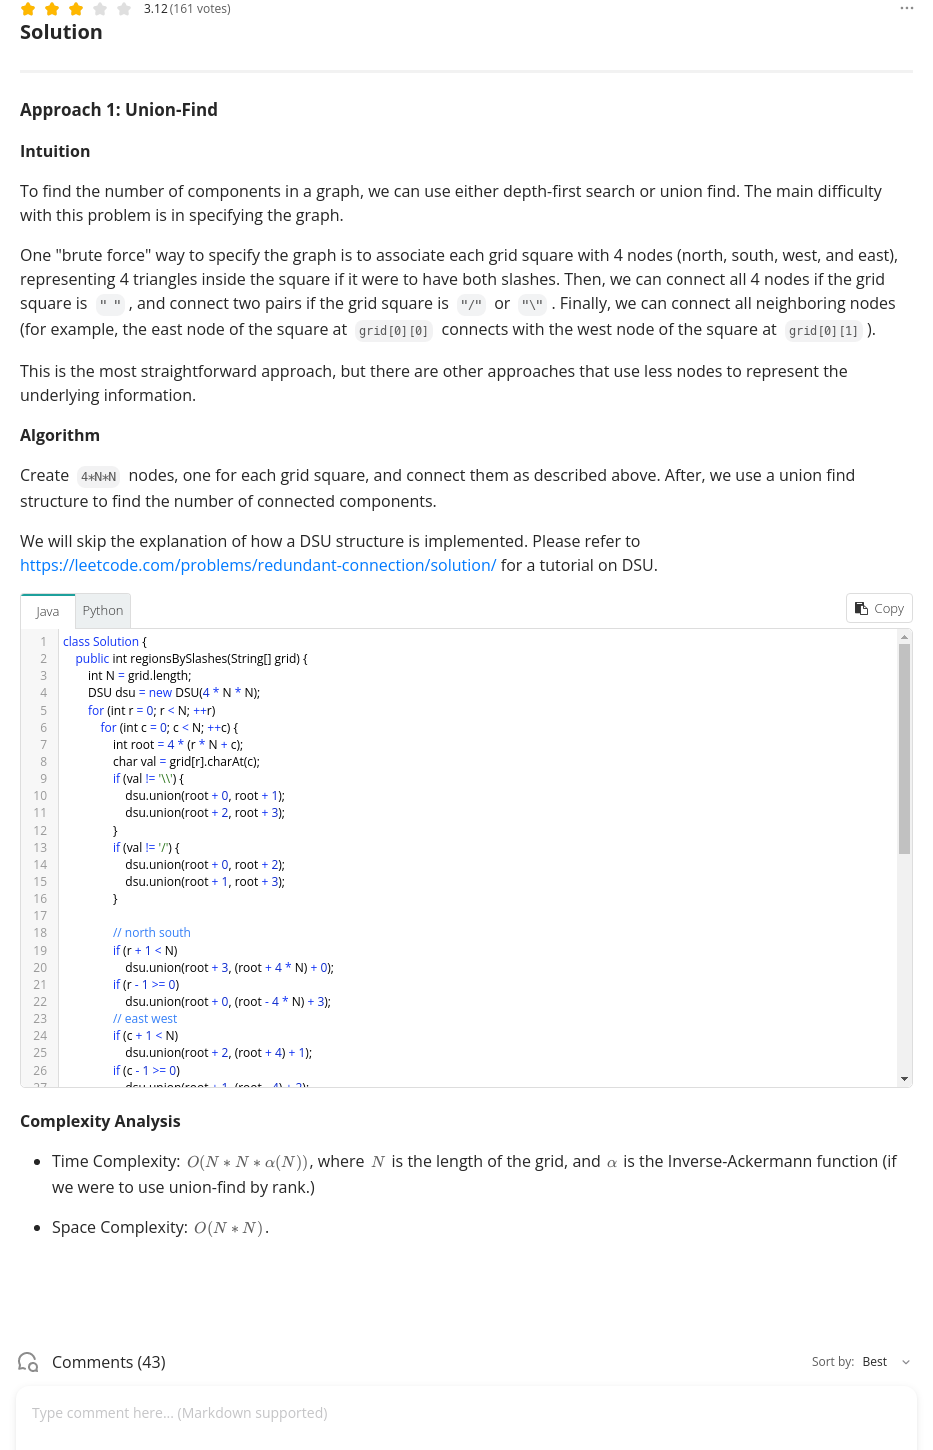 3.12 (161 votes)
Solution
Approach 1: Union-Find
Intuition
To find the number of components in a graph, we can use either depth-first search or union find. The main difficulty
with this problem is in specifying the graph.
One "brute force" way to specify the graph is to associate each grid square with 4 nodes (north, south, west, and east),
representing 4 triangles inside the square if it were to have both slashes. Then, we can connect all 4 nodes if the grid
square is " " , and connect two pairs if the grid square is "/" or "\" . Finally, we can connect all neighboring nodes
(for example, the east node of the square at grid[0][0] connects with the west node of the square at grid[0][1] ).
This is the most straightforward approach, but there are other approaches that use less nodes to represent the
underlying information.
Algorithm
Create 4*N*N nodes, one for each grid square, and connect them as described above. After, we use a union find
structure to find the number of connected components.
We will skip the explanation of how a DSU structure is implemented. Please refer to
https://leetcode.com/problems/redundant-connection/solution/ for a tutorial on DSU.
Java Python Copy
1 class Solution {
2 public int regionsBySlashes(String[] grid) {
3 int N = grid.length;
4 DSU dsu = new DSU(4 * N * N);
5 for (int r = 0; r < N; ++r)
6 for (int c = 0; c < N; ++c) {
7 int root = 4 * (r * N + c);
8 char val = grid[r].charAt(c);
9 if (val != '\\') {
10 dsu.union(root + 0, root + 1);
11 dsu.union(root + 2, root + 3);
12 }
13 if (val != '/') {
14 dsu.union(root + 0, root + 2);
15 dsu.union(root + 1, root + 3);
16 }
17
18 // north south
19 if (r + 1 < N)
20 dsu.union(root + 3, (root + 4 * N) + 0);
21 if (r - 1 >= 0)
22 dsu.union(root + 0, (root - 4 * N) + 3);
23 // east west
24 if (c + 1 < N)
25 dsu.union(root + 2, (root + 4) + 1);
26 if (c - 1 >= 0)
27 dsu.union(root + 1, (root - 4) + 2);
Complexity Analysis
• Time Complexity: O(N * N * α(N)), where N is the length of the grid, and α is the Inverse-Ackermann function (if
we were to use union-find by rank.)
• Space Complexity: O(N * N).
Comments (43) Sort by: Best
Type comment here... (Markdown supported)